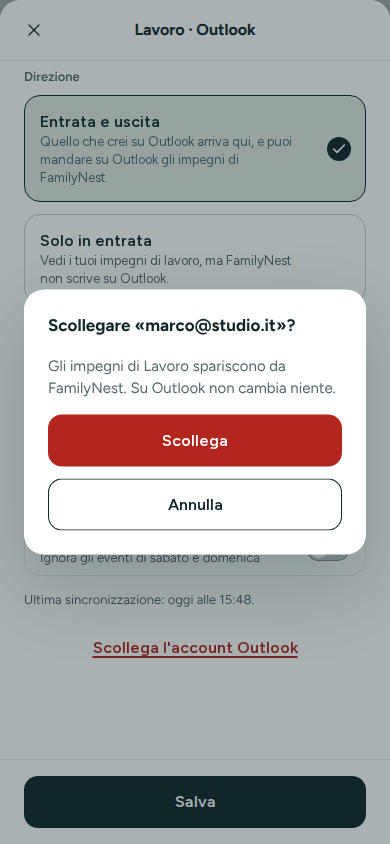 Lavoro · Outlook
Direzione
Entrata e uscita
Quello che crei su Outlook arriva qui, e puoi
mandare su Outlook gli impegni di
FamilyNest.
Solo in entrata
Vedi i tuoi impegni di lavoro, ma FamilyNest
non scrive su Outlook.
Scollegare «marco@studio.it»?
Gli impegni di Lavoro spariscono da
FamilyNest. Su Outlook non cambia niente.
Scollega
Annulla
Ignora gli eventi di sabato e domenica
Ultima sincronizzazione: oggi alle 15:48.
Scollega l'account Outlook
Salva